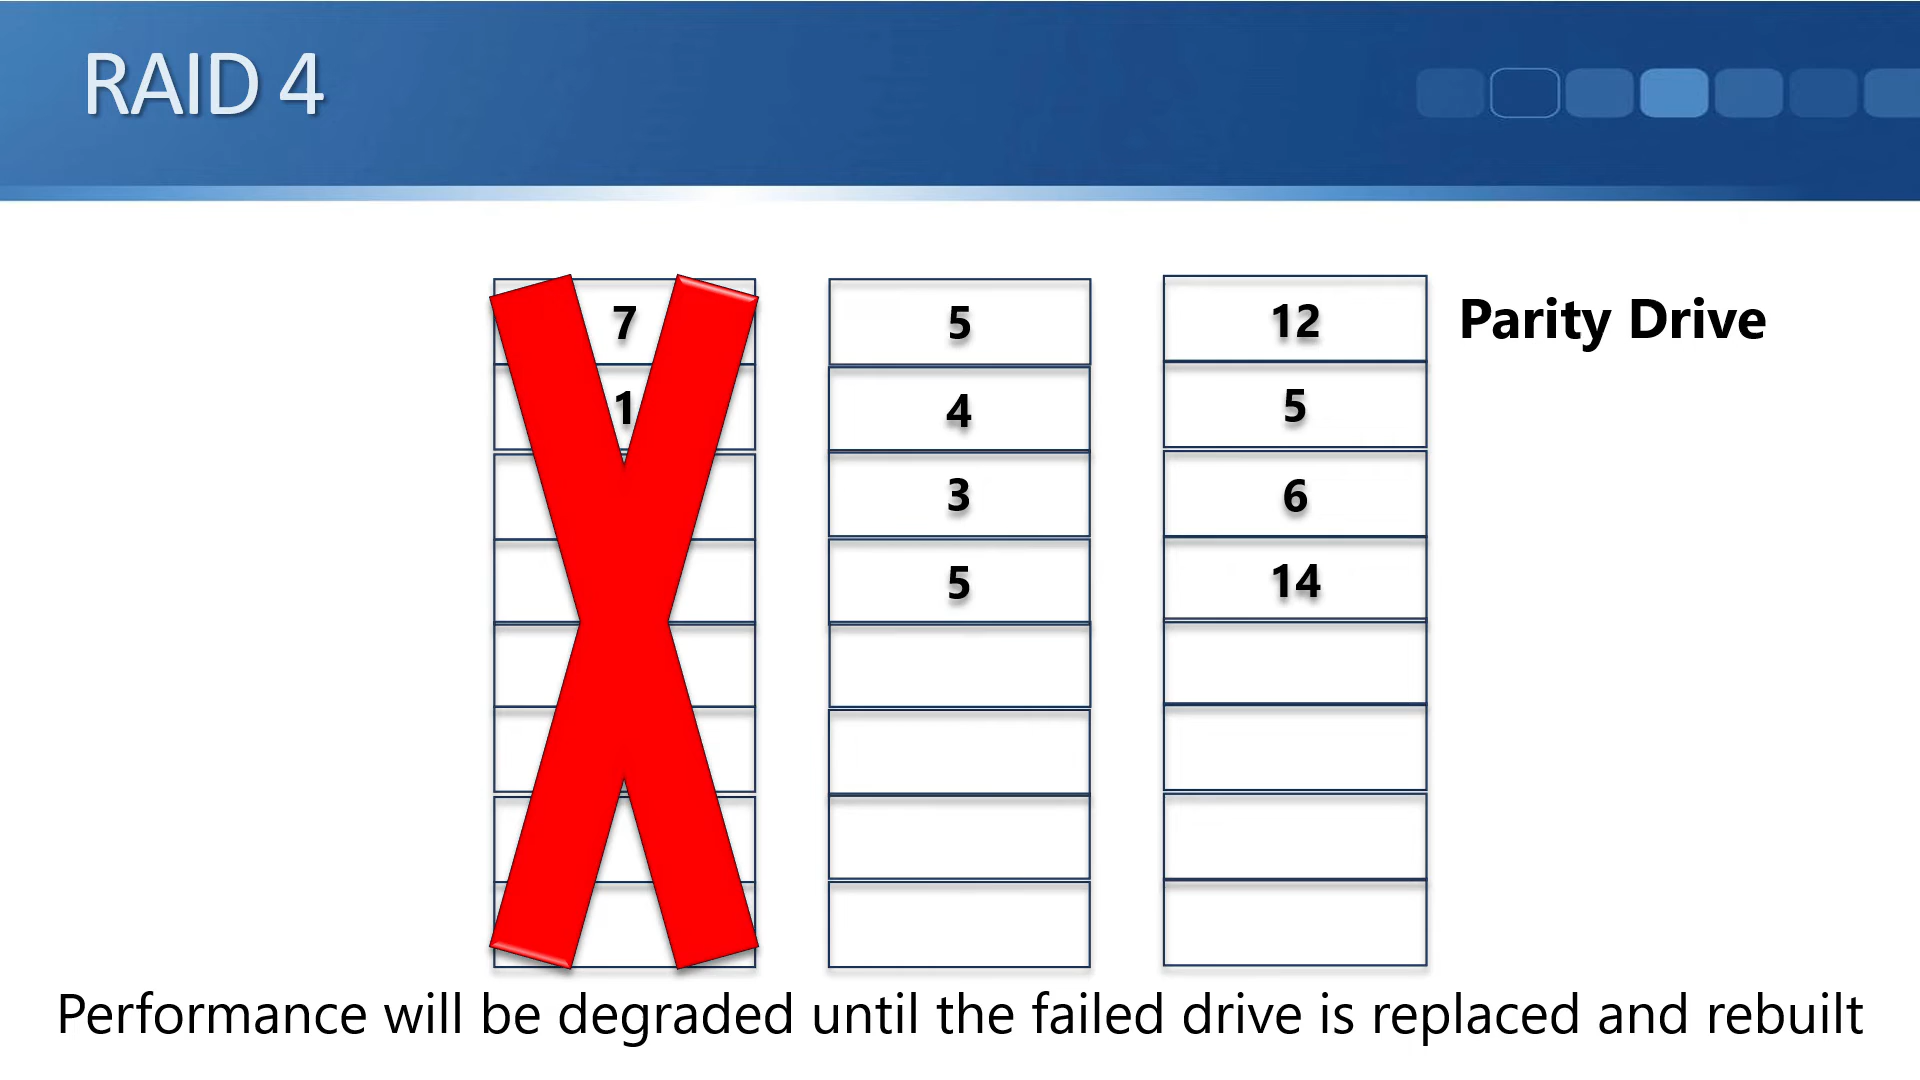 RAID 4
7 5 12 Parity Drive
1 4 5
3 6
5 14
Performance will be degraded until the failed drive is replaced and rebuilt